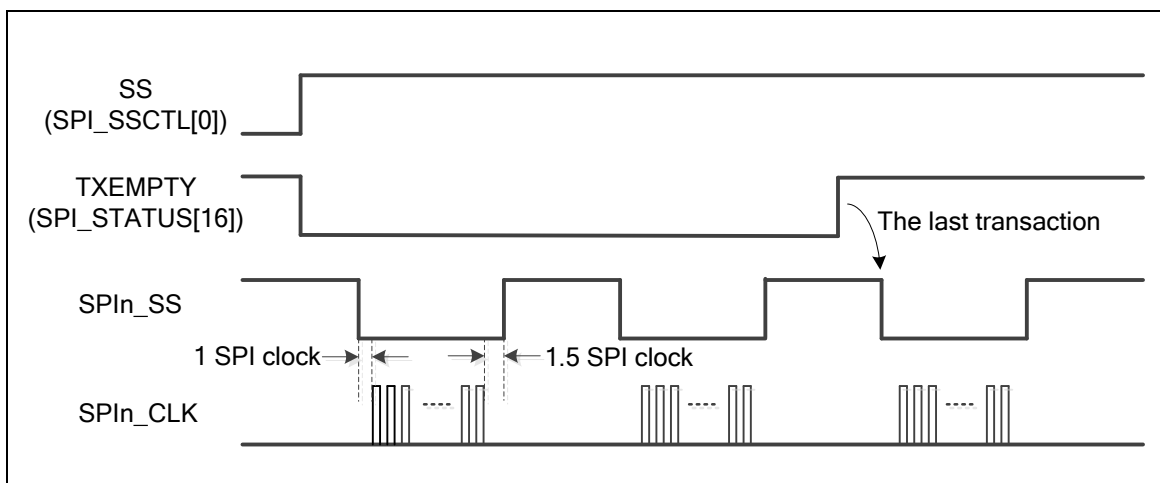 SS
(SPI_SSCTL[0])
TXEMPTY
(SPI_STATUS[16])
The last transaction
SPIn_SS
1 SPI clock
1.5 SPI clock
SPIn_CLK